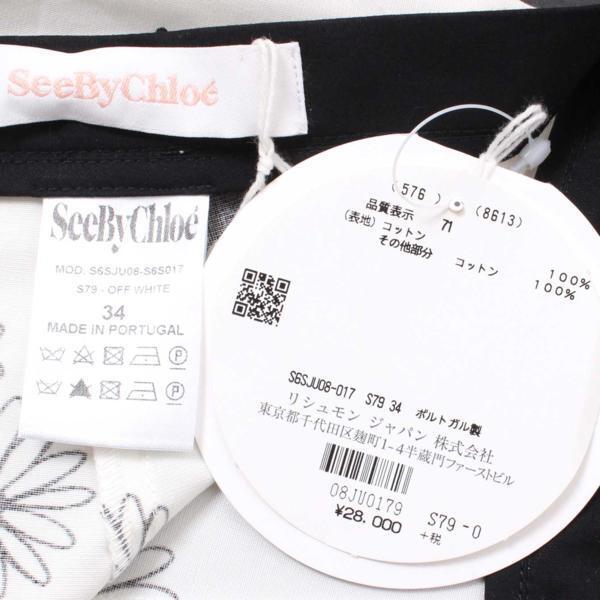 SeeByChloé
SeeByChloé
MOD. S6SJU08-S6S017
S79 - OFF WHITE
34
MADE IN PORTUGAL
(576 ) (8613)
品質表示 71
(表地) コットン 100%
その他部分 コットン 100%
S6SJU08-017 S79 34 ポルトガル製
リシュモン ジャパン 株式会社
東京都千代田区麹町1-4半蔵門ファーストビル
08JU0179 S79-0
¥28.000 +税